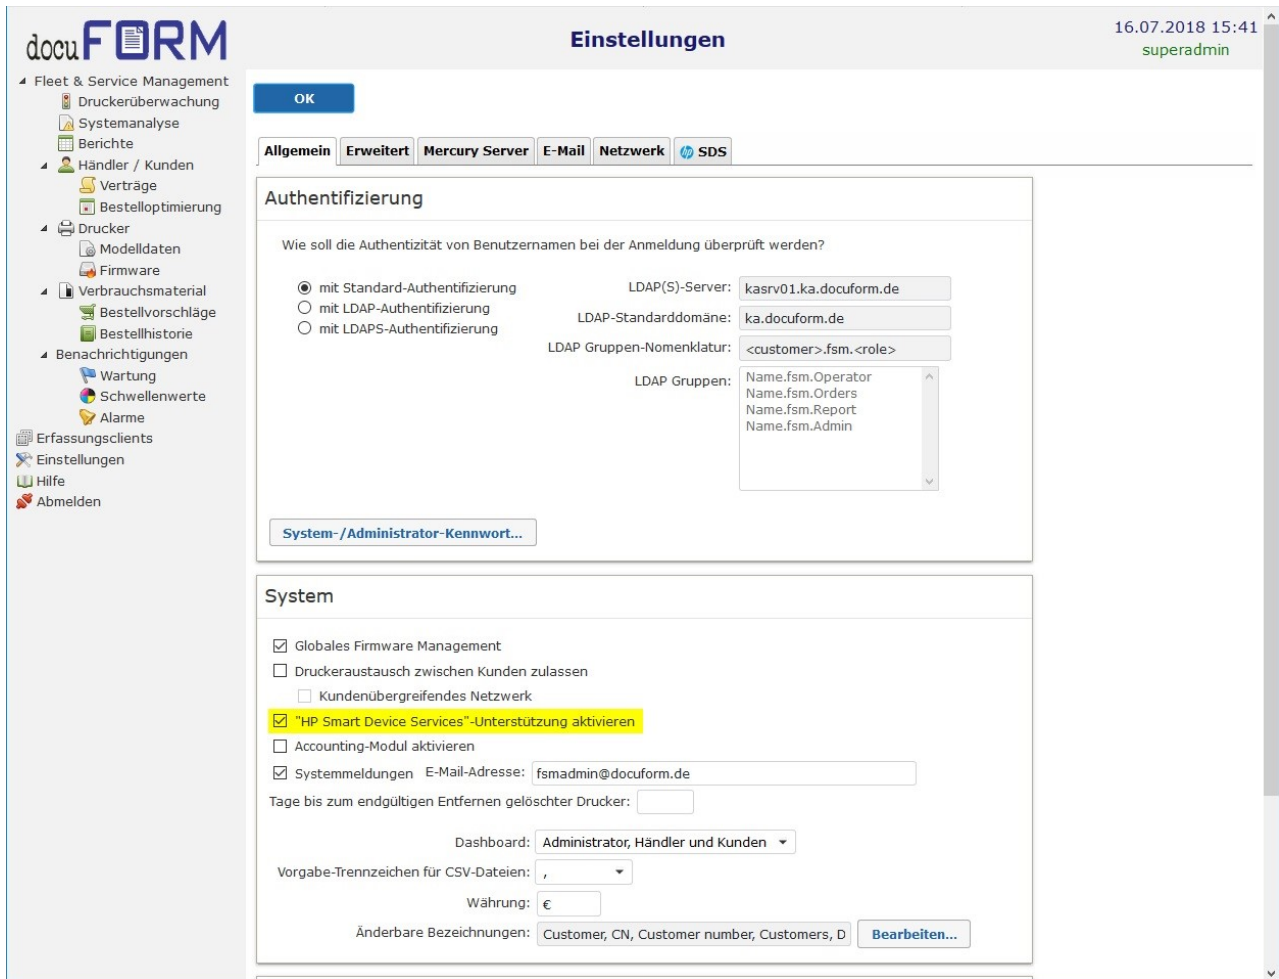 docuFORM
Einstellungen
16.07.2018 15:41
superadmin
Fleet & Service Management
Druckerüberwachung
Systemanalyse
Berichte
Händler / Kunden
Verträge
Bestelloptimierung
Drucker
Modelldaten
Firmware
Verbrauchsmaterial
Bestellvorschläge
Bestellhistorie
Benachrichtigungen
Wartung
Schwellenwerte
Alarme
Erfassungsclients
Einstellungen
Hilfe
Abmelden
OK
Allgemein Erweitert Mercury Server E-Mail Netzwerk hp SDS
Authentifizierung
Wie soll die Authentizität von Benutzernamen bei der Anmeldung überprüft werden?
mit Standard-Authentifizierung
mit LDAP-Authentifizierung
mit LDAPS-Authentifizierung
LDAP(S)-Server: kasrv01.ka.docuform.de
LDAP-Standarddomäne: ka.docuform.de
LDAP Gruppen-Nomenklatur: <customer>.fsm.<role>
LDAP Gruppen: Name.fsm.Operator
Name.fsm.Orders
Name.fsm.Report
Name.fsm.Admin
System-/Administrator-Kennwort...
System
Globales Firmware Management
Druckeraustausch zwischen Kunden zulassen
Kundenübergreifendes Netzwerk
"HP Smart Device Services"-Unterstützung aktivieren
Accounting-Modul aktivieren
Systemmeldungen E-Mail-Adresse: fsmadmin@docuform.de
Tage bis zum endgültigen Entfernen gelöschter Drucker:
Dashboard: Administrator, Händler und Kunden
Vorgabe-Trennzeichen für CSV-Dateien: ,
Währung: €
Änderbare Bezeichnungen: Customer, CN, Customer number, Customers, D Bearbeiten...